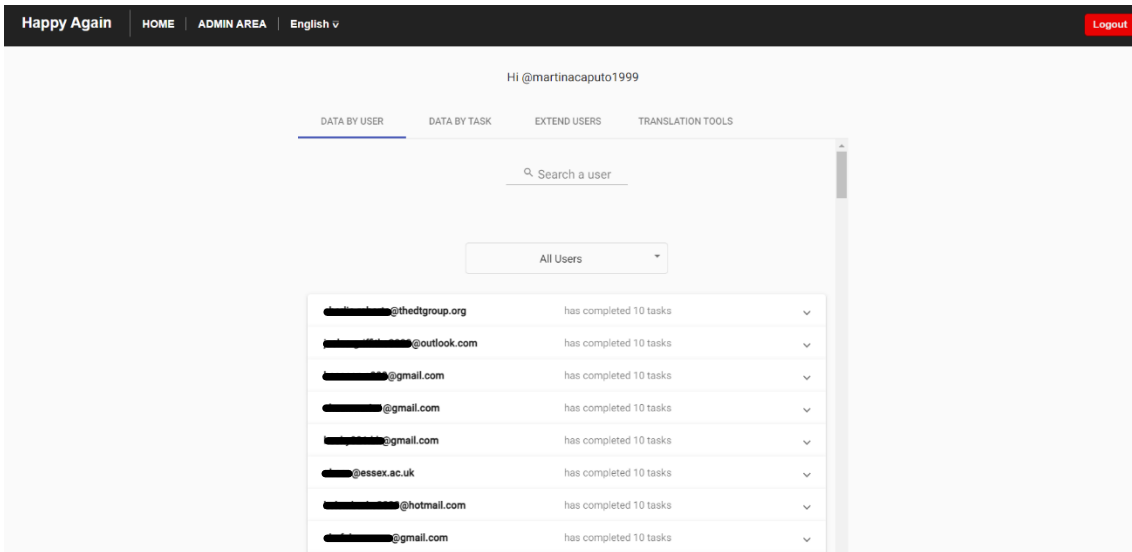 Happy Again HOME ADMIN AREA English Logout
Hi @martinacaputo1999
DATA BY USER DATA BY TASK EXTEND USERS TRANSLATION TOOLS
Search a user
All Users
@thedtgroup.org has completed 10 tasks
@outlook.com has completed 10 tasks
@gmail.com has completed 10 tasks
@gmail.com has completed 10 tasks
@gmail.com has completed 10 tasks
@essex.ac.uk has completed 10 tasks
@hotmail.com has completed 10 tasks
@gmail.com has completed 10 tasks